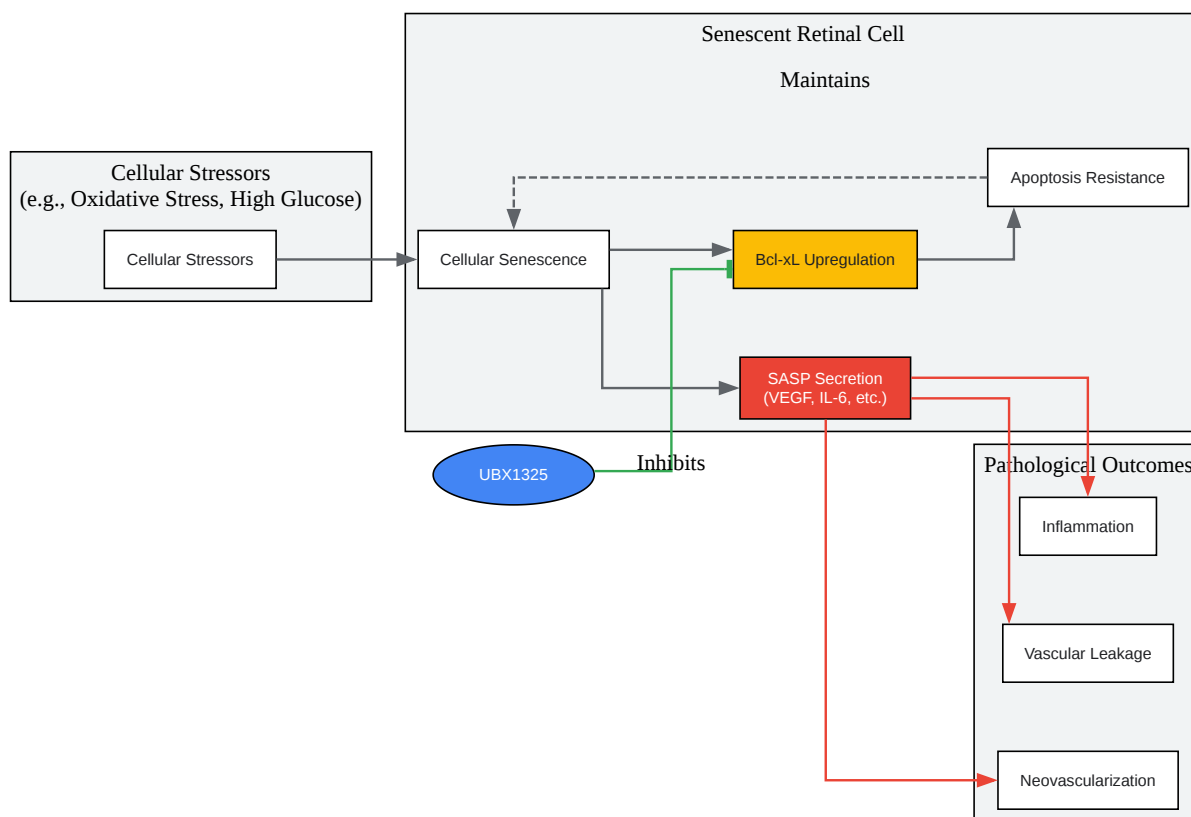 Senescent Retinal Cell
Maintains
Cellular Stressors
(e.g., Oxidative Stress, High Glucose)
Apoptosis Resistance
Cellular Stressors
Cellular Senescence
Bcl-xL Upregulation
SASP Secretion
(VEGF, IL-6, etc.)
UBX1325
Inhibits
Pathological Outcomes
Inflammation
Vascular Leakage
Neovascularization